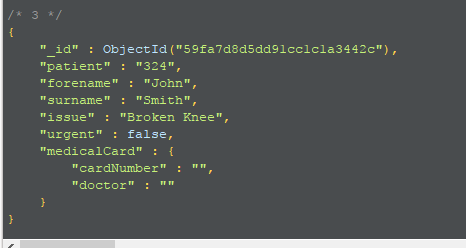 /* 3 */
{
"_id" : ObjectId("59fa7d8d5dd91cc1c1a3442c"),
"patient" : "324",
"forename" : "John",
"surname" : "Smith",
"issue" : "Broken Knee",
"urgent" : false,
"medicalCard" : {
"cardNumber" : "",
"doctor" : ""
}
}